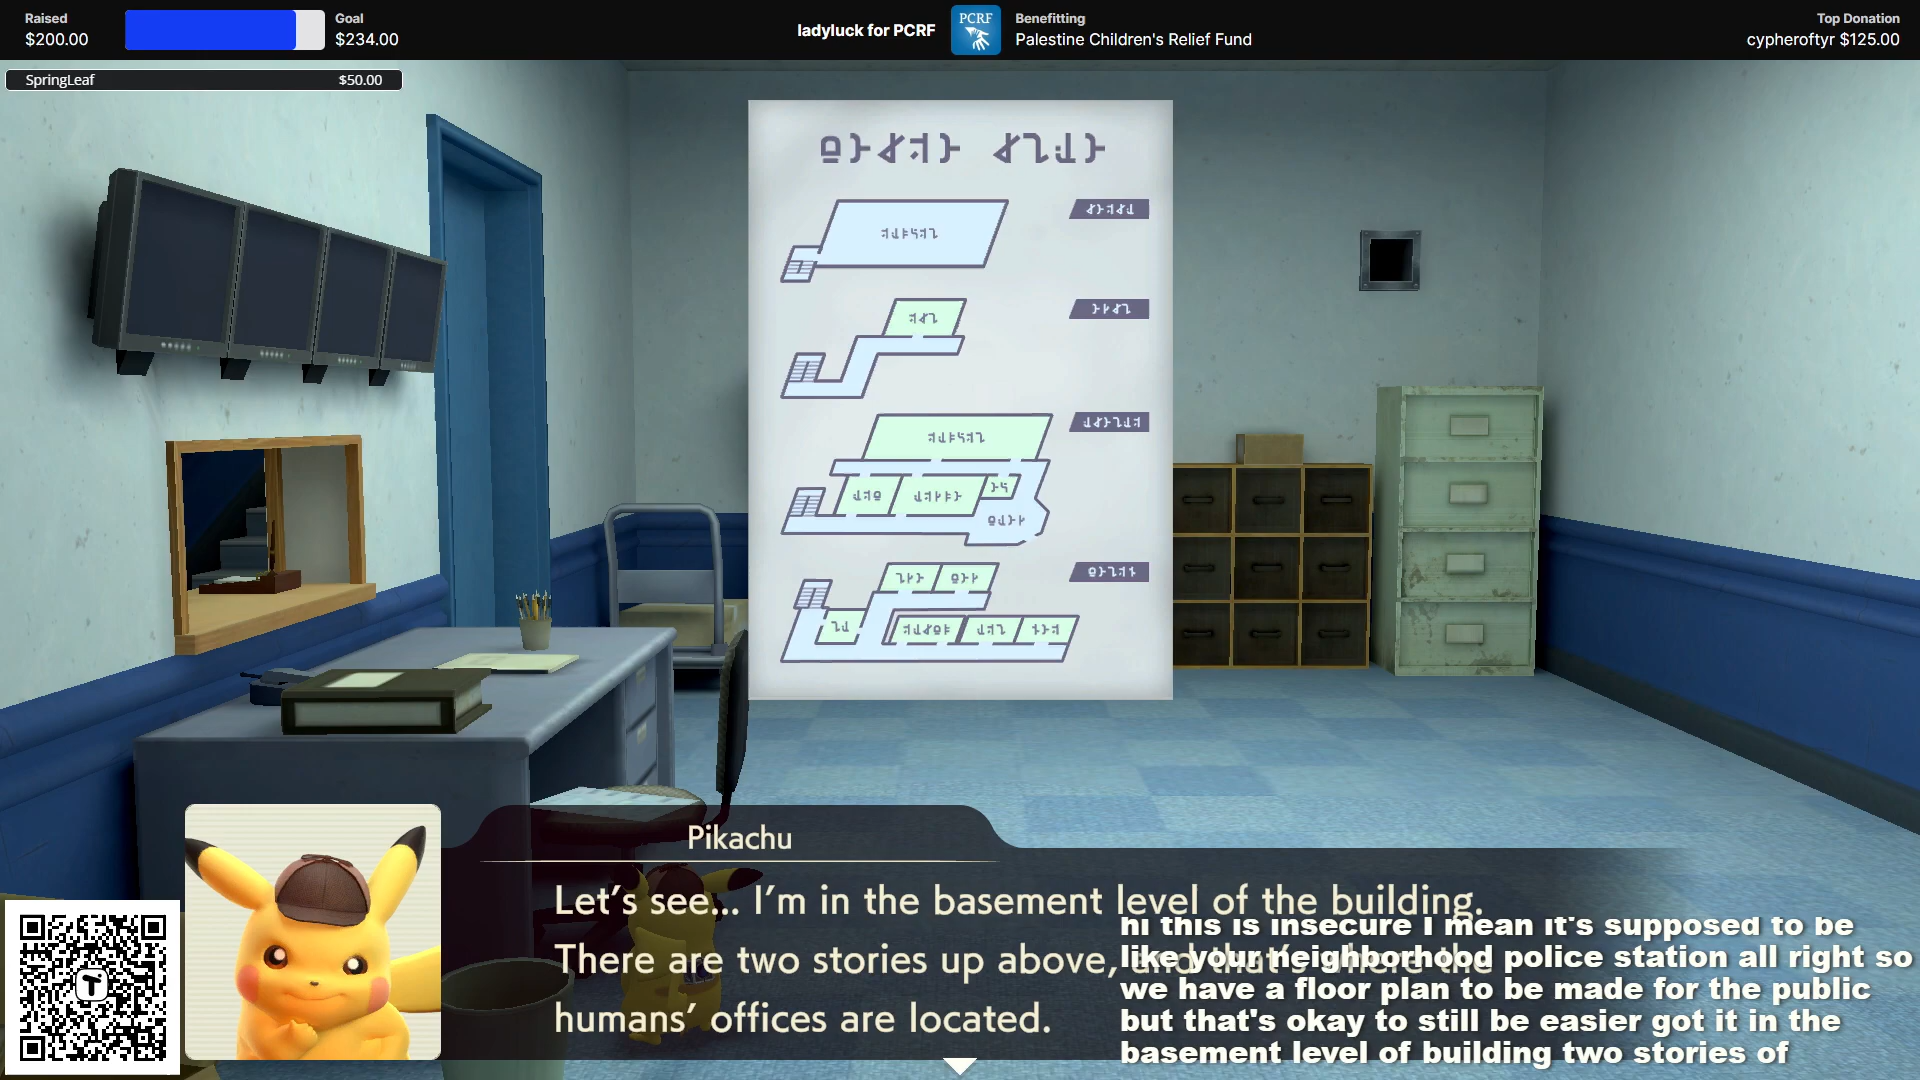 Raised
$200.00
Goal
$234.00
ladyluck for PCRF
PCRF
Benefitting
Palestine Children's Relief Fund
Top Donation
cypheroftyr $125.00
SpringLeaf
$50.00
Pikachu
Let's see... I'm in the basement level of the building.
There are two stories up above, and that's where the
humans' offices are located.
hi this is insecure I mean it's supposed to be
like your neighborhood police station all right so
we have a floor plan to be made for the public
but that's okay to still be easier got it in the
basement level of building two stories of